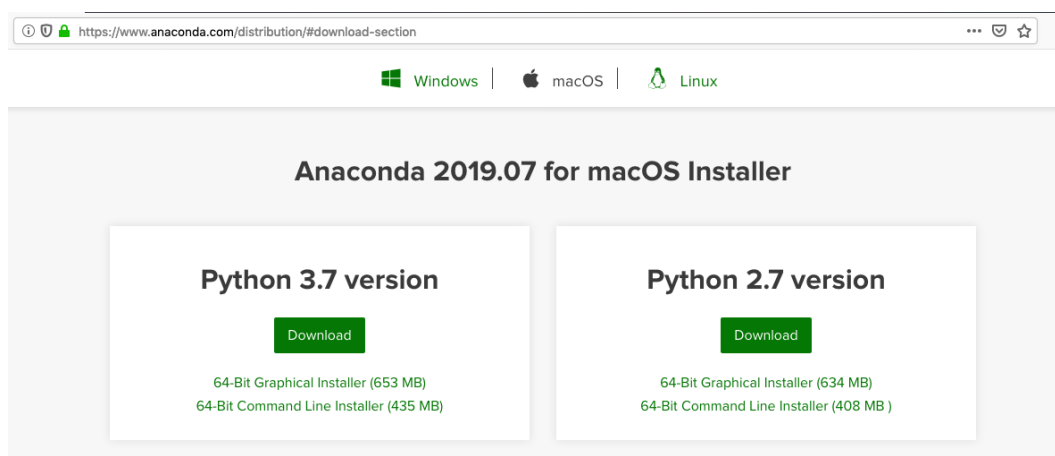 https://www.anaconda.com/distribution/#download-section
Windows | macOS | Linux
Anaconda 2019.07 for macOS Installer
Python 3.7 version
Download
64-Bit Graphical Installer (653 MB)
64-Bit Command Line Installer (435 MB)
Python 2.7 version
Download
64-Bit Graphical Installer (634 MB)
64-Bit Command Line Installer (408 MB )